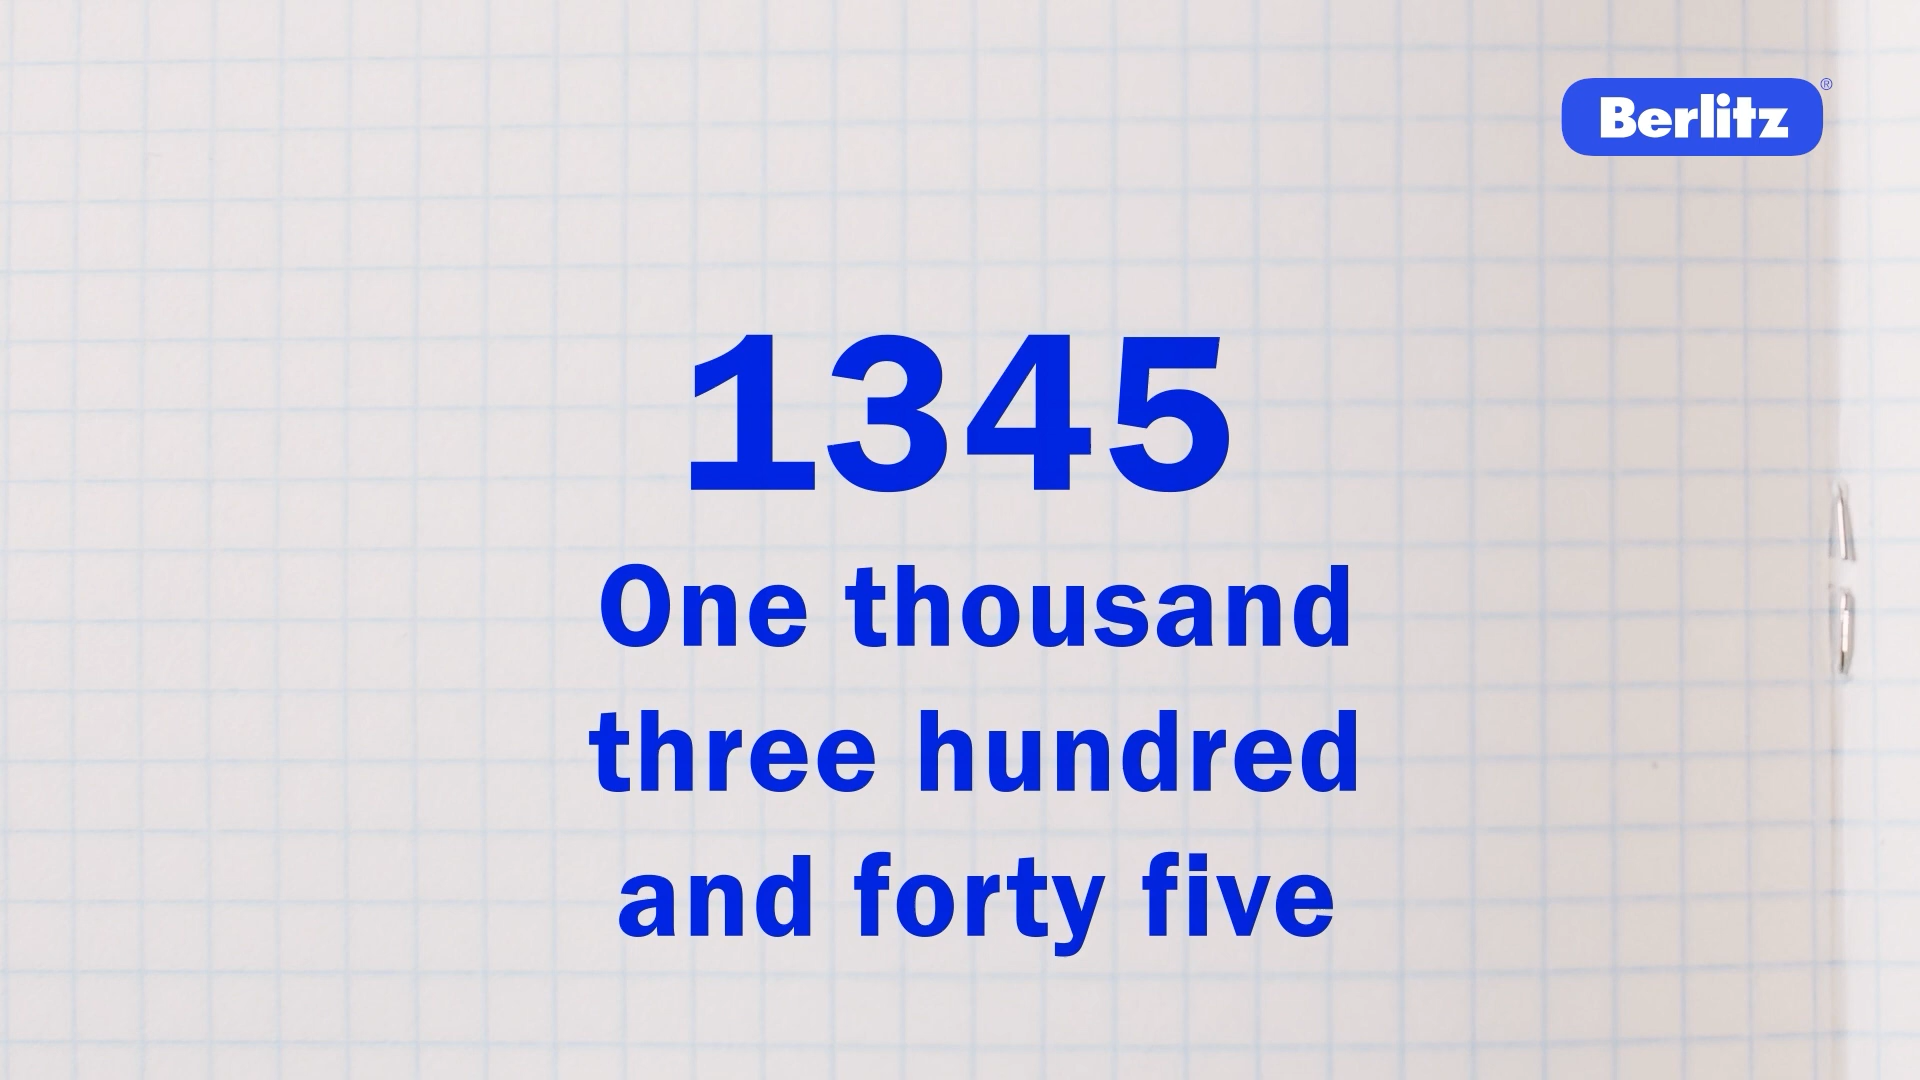 Berlitz®
1345
One thousand
three hundred
and forty five